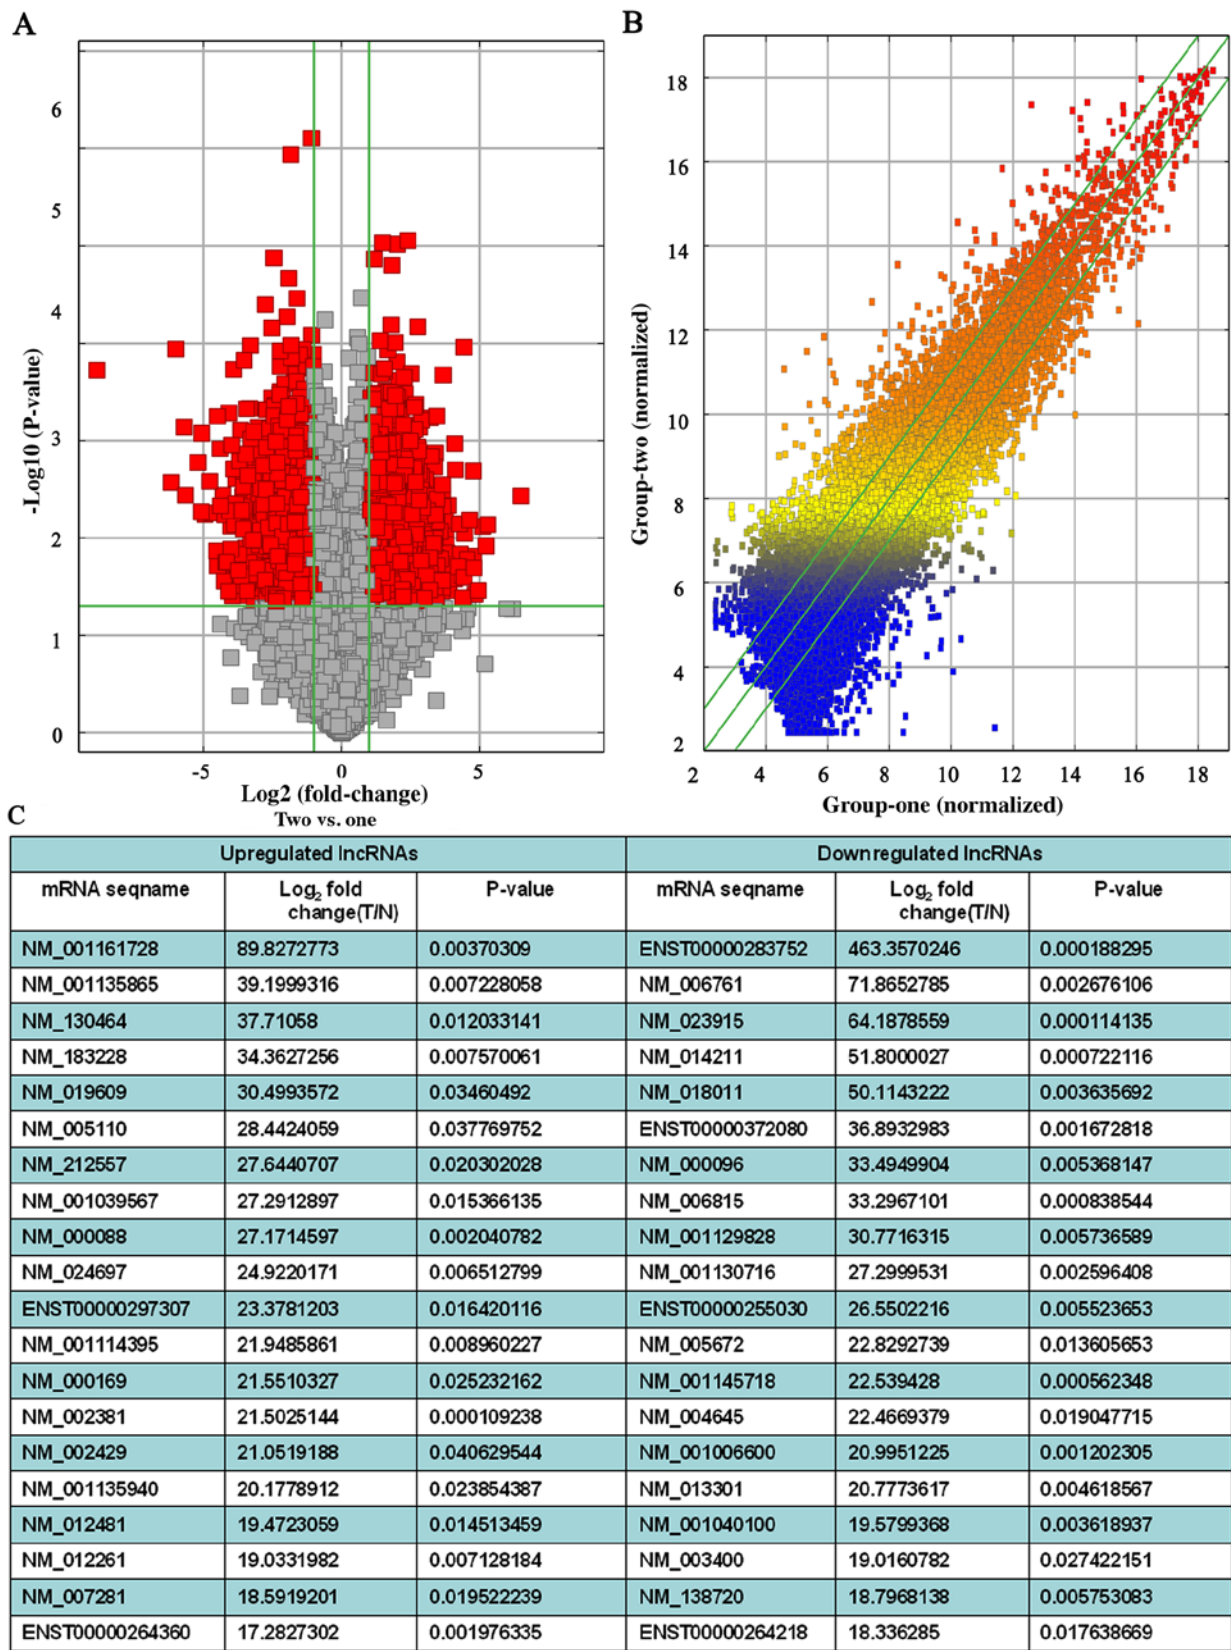 A
6
5
4
3
2
1
0
-Log10 (P-value)
-5 0 5
Log2 (fold-change)
Two vs. one
B
18
16
14
12
10
8
6
4
2
Group-two (normalized)
2 4 6 8 10 12 14 16 18
Group-one (normalized)
C
Upregulated lncRNAs Downregulated lncRNAs
mRNA seqname Log2 fold P-value mRNA seqname Log2 fold P-value
change(T/N) change(T/N)
NM_001161728 89.8272773 0.00370309 ENST00000283752 463.3570246 0.000188295
NM_001135865 39.1999316 0.007228058 NM_006761 71.8652785 0.002676106
NM_130464 37.71058 0.012033141 NM_023915 64.1878559 0.000114135
NM_183228 34.3627256 0.007570061 NM_014211 51.8000027 0.000722116
NM_019609 30.4993572 0.03460492 NM_018011 50.1143222 0.003635692
NM_005110 28.4424059 0.037769752 ENST00000372080 36.8932983 0.001672818
NM_212557 27.6440707 0.020302028 NM_000096 33.4949904 0.005368147
NM_001039567 27.2912897 0.015366135 NM_006815 33.2967101 0.000838544
NM_000088 27.1714597 0.002040782 NM_001129828 30.7716315 0.005736589
NM_024697 24.9220171 0.006512799 NM_001130716 27.2999531 0.002596408
ENST00000297307 23.3781203 0.016420116 ENST00000255030 26.5502216 0.005523653
NM_001114395 21.9485861 0.008960227 NM_005672 22.8292739 0.013605653
NM_000169 21.5510327 0.025232162 NM_001145718 22.539428 0.000562348
NM_002381 21.5025144 0.000109238 NM_004645 22.4669379 0.019047715
NM_002429 21.0519188 0.040629544 NM_001006600 20.9951225 0.001202305
NM_001135940 20.1778912 0.023854387 NM_013301 20.7773617 0.004618567
NM_012481 19.4723059 0.014513459 NM_001040100 19.5799368 0.003618937
NM_012261 19.0331982 0.007128184 NM_003400 19.0160782 0.027422151
NM_007281 18.5919201 0.019522239 NM_138720 18.7968138 0.005753083
ENST00000264360 17.2827302 0.001976335 ENST00000264218 18.336285 0.017638669